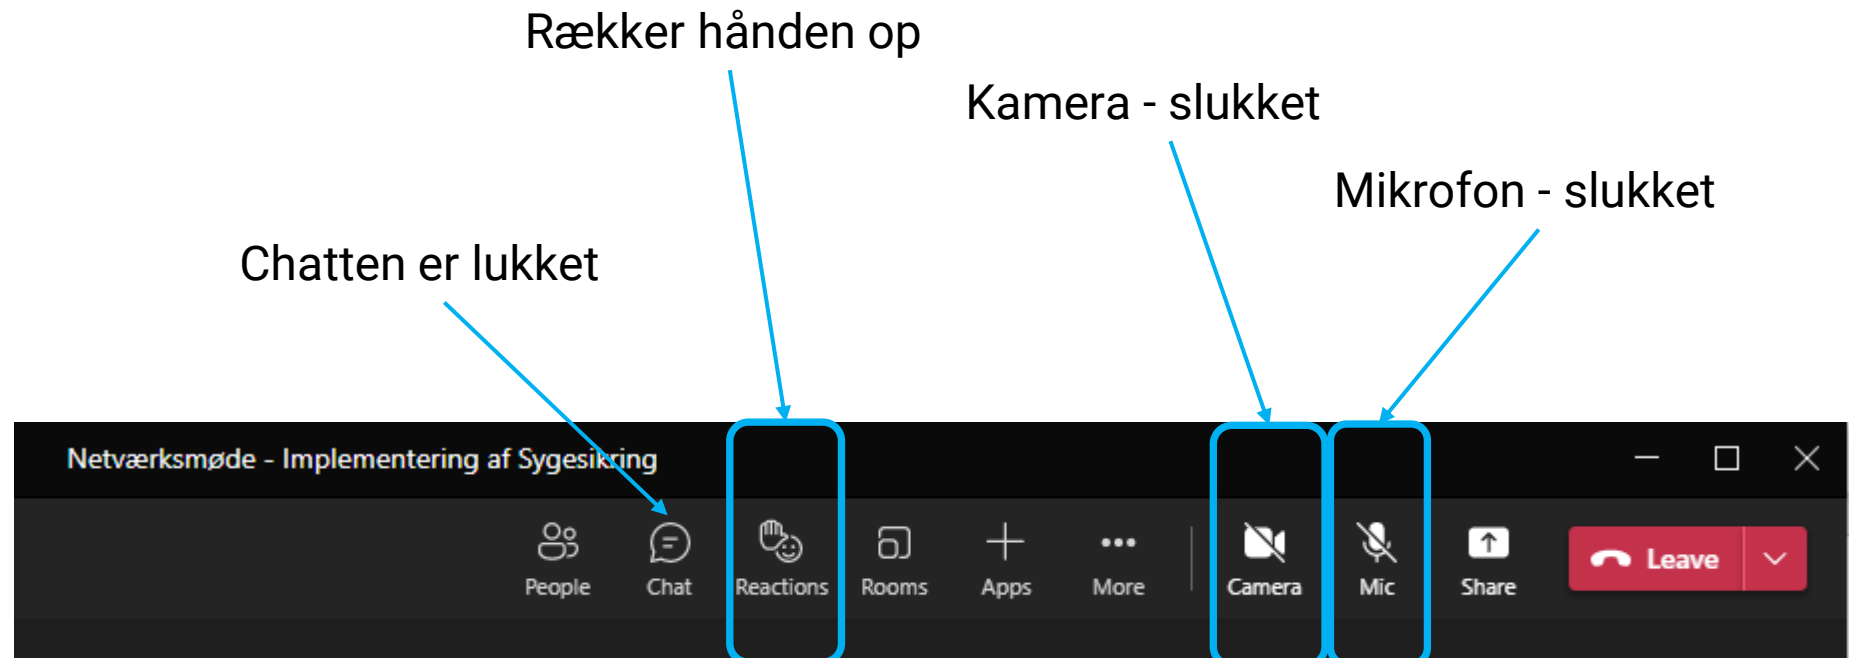 Rækker hånden op
Kamera - slukket
Mikrofon - slukket
Chatten er lukket
Netværksmøde - Implementering af Sygesikring
People
Chat
Reactions
Rooms
Apps
More
Camera
Mic
Share
Leave